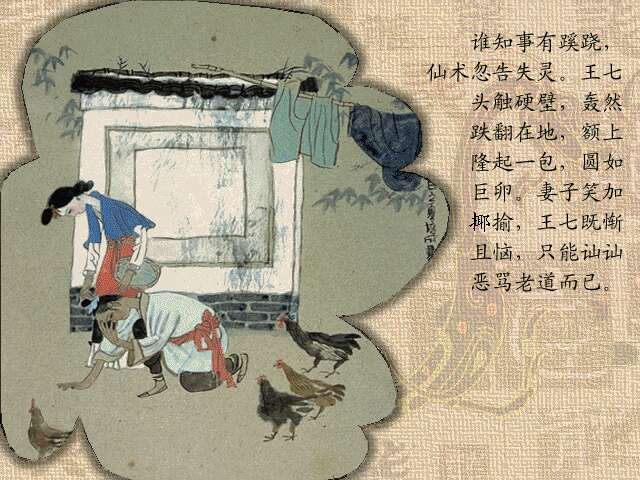 谁知事有蹊跷，
仙术忽告失灵。王七
头触硬壁，轰然
跌翻在地，额上
隆起一包，圆如
巨卵。妻子笑加
揶揄，王七既惭
且恼，只能讪讪
恶骂老道而已。